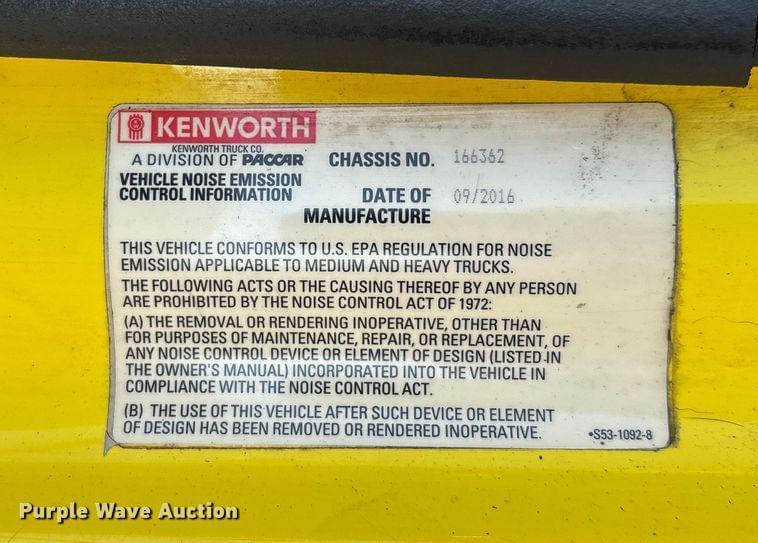 KENWORTH
KENWORTH TRUCK CO.
A DIVISION OF PACCAR
CHASSIS NO. 166362
VEHICLE NOISE EMISSION
CONTROL INFORMATION
DATE OF
MANUFACTURE
09/2016
THIS VEHICLE CONFORMS TO U.S. EPA REGULATION FOR NOISE
EMISSION APPLICABLE TO MEDIUM AND HEAVY TRUCKS.
THE FOLLOWING ACTS OR THE CAUSING THEREOF BY ANY PERSON
ARE PROHIBITED BY THE NOISE CONTROL ACT OF 1972:
(A) THE REMOVAL OR RENDERING INOPERATIVE, OTHER THAN
FOR PURPOSES OF MAINTENANCE, REPAIR, OR REPLACEMENT, OF
ANY NOISE CONTROL DEVICE OR ELEMENT OF DESIGN (LISTED IN
THE OWNER'S MANUAL) INCORPORATED INTO THE VEHICLE IN
COMPLIANCE WITH THE NOISE CONTROL ACT.
(B) THE USE OF THIS VEHICLE AFTER SUCH DEVICE OR ELEMENT
OF DESIGN HAS BEEN REMOVED OR RENDERED INOPERATIVE.
•S53-1092-8
Purple Wave Auction